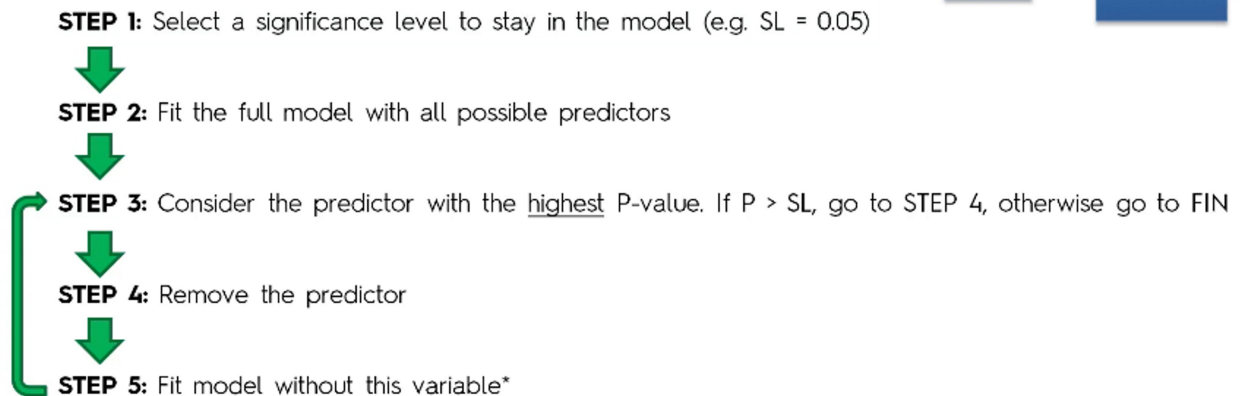 STEP 1: Select a significance level to stay in the model (e.g. SL = 0.05)
STEP 2: Fit the full model with all possible predictors
STEP 3: Consider the predictor with the highest P-value. If P > SL, go to STEP 4, otherwise go to FIN
STEP 4: Remove the predictor
STEP 5: Fit model without this variable*